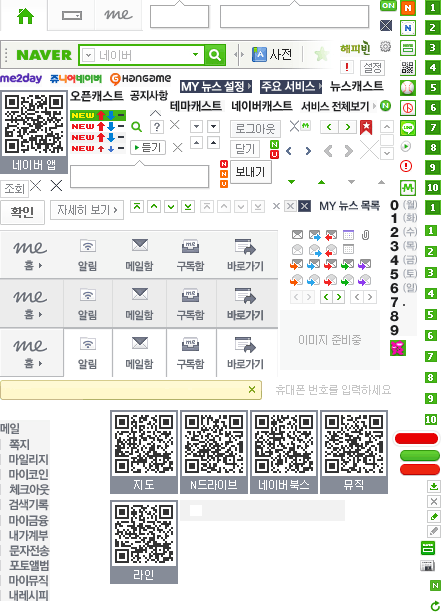 me
ON
N
1
2
NAVER
네이버
사전
해피빈
3
설정
4
me2day
쥬니어네이버
HANGAME
MY 뉴스 설정
주요 서비스
뉴스캐스트
5
오픈캐스트
공지사항
테마캐스트
네이버캐스트
서비스 전체보기
6
NEW
NEW
NEW
NEW
?
로그아웃
7
듣기
닫기
N
U
8
네이버 앱
보내기
N
N
U
9
조회
M
10
확인
자세히 보기
MY 뉴스 목록
0 (월)
1 (화)
2 (수)
3 (목)
4 (금)
5 (토)
6 (일)
7 .
8
9
1
2
3
4
5
6
7
8
9
10
me
홈
알림
메일함
구독함
바로가기
me
홈
알림
메일함
구독함
바로가기
me
홈
알림
메일함
구독함
바로가기
이미지 준비중
휴대폰 번호를 입력하세요
메일
쪽지
마일리지
마이코인
체크아웃
검색기록
마이금융
내가계부
문자전송
포토앨범
마이뮤직
내레시피
지도
N드라이브
네이버북스
뮤직
라인
N